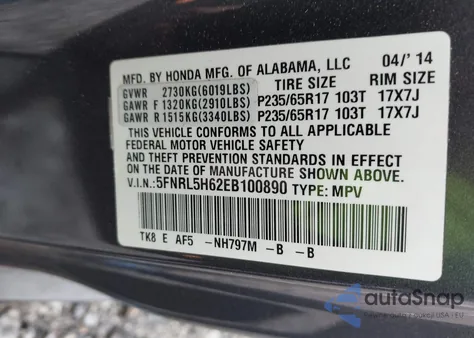 MFD. BY HONDA MFG. OF ALABAMA, LLC 04/'14
TIRE SIZE RIM SIZE
GVWR 2730KG(6019LBS)
GAWR F 1320KG(2910LBS) P235/65R17 103T 17X7J
GAWR R 1515KG(3340LBS) P235/65R17 103T 17X7J
THIS VEHICLE CONFORMS TO ALL APPLICABLE
FEDERAL MOTOR VEHICLE SAFETY
AND THEFT PREVENTION STANDARDS IN EFFECT
ON THE DATE OF MANUFACTURE SHOWN ABOVE.
V.I.N.:5FNRL5H62EB100890 TYPE: MPV
TK8 E AF5 -NH797M -B -B
autoSnap
USA | EU